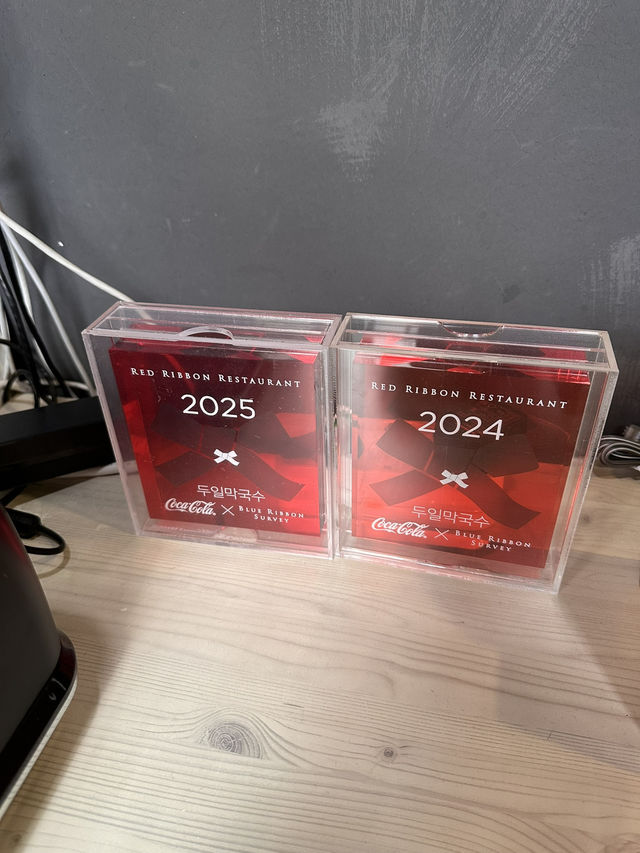 RED RIBBON RESTAURANT
2025
두일막국수
Coca-Cola × BLUE RIBBON
SURVEY
RED RIBBON RESTAURANT
2024
두일막국수
Coca-Cola × BLUE RIBBON
SURVEY